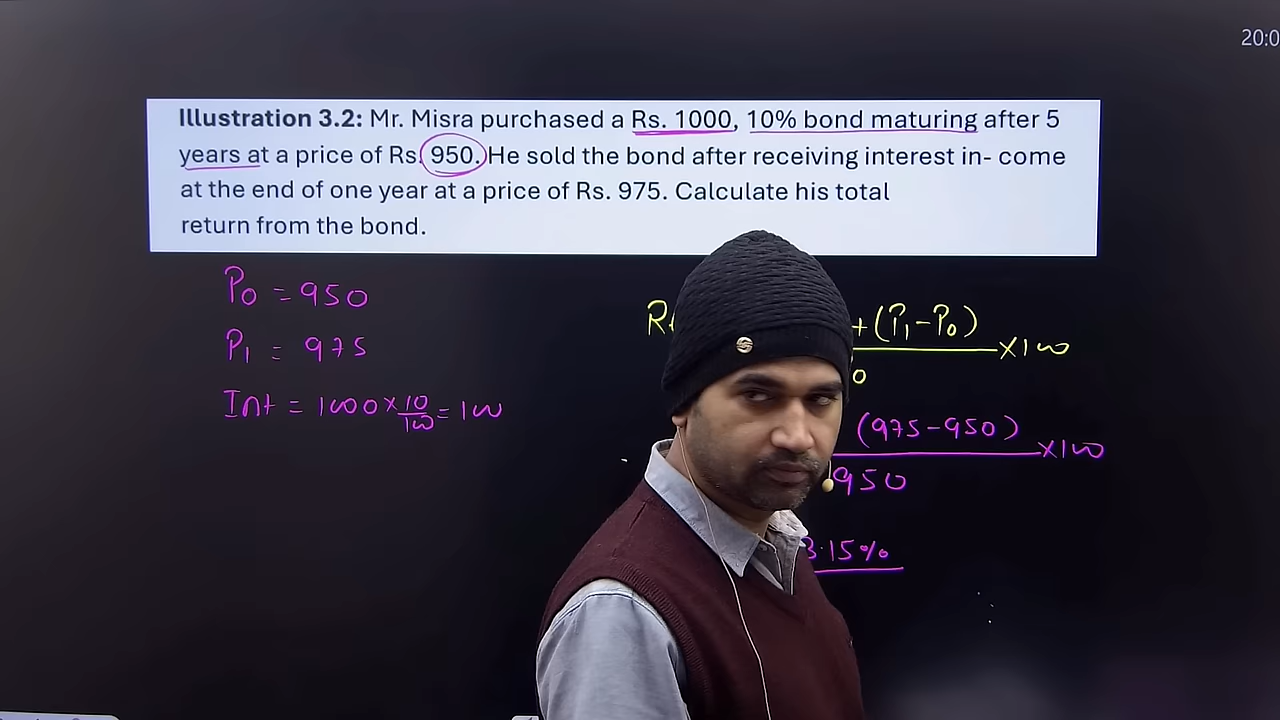 20:0
Illustration 3.2: Mr. Misra purchased a Rs. 1000, 10% bond maturing after 5
years at a price of Rs. 950. He sold the bond after receiving interest in- come
at the end of one year at a price of Rs. 975. Calculate his total
return from the bond.
P0 = 950
P1 = 975
Int = 1000 × 10/100 = 100
+ (P1 - P0) × 100
0
(975 - 950) × 100
950
3.15%